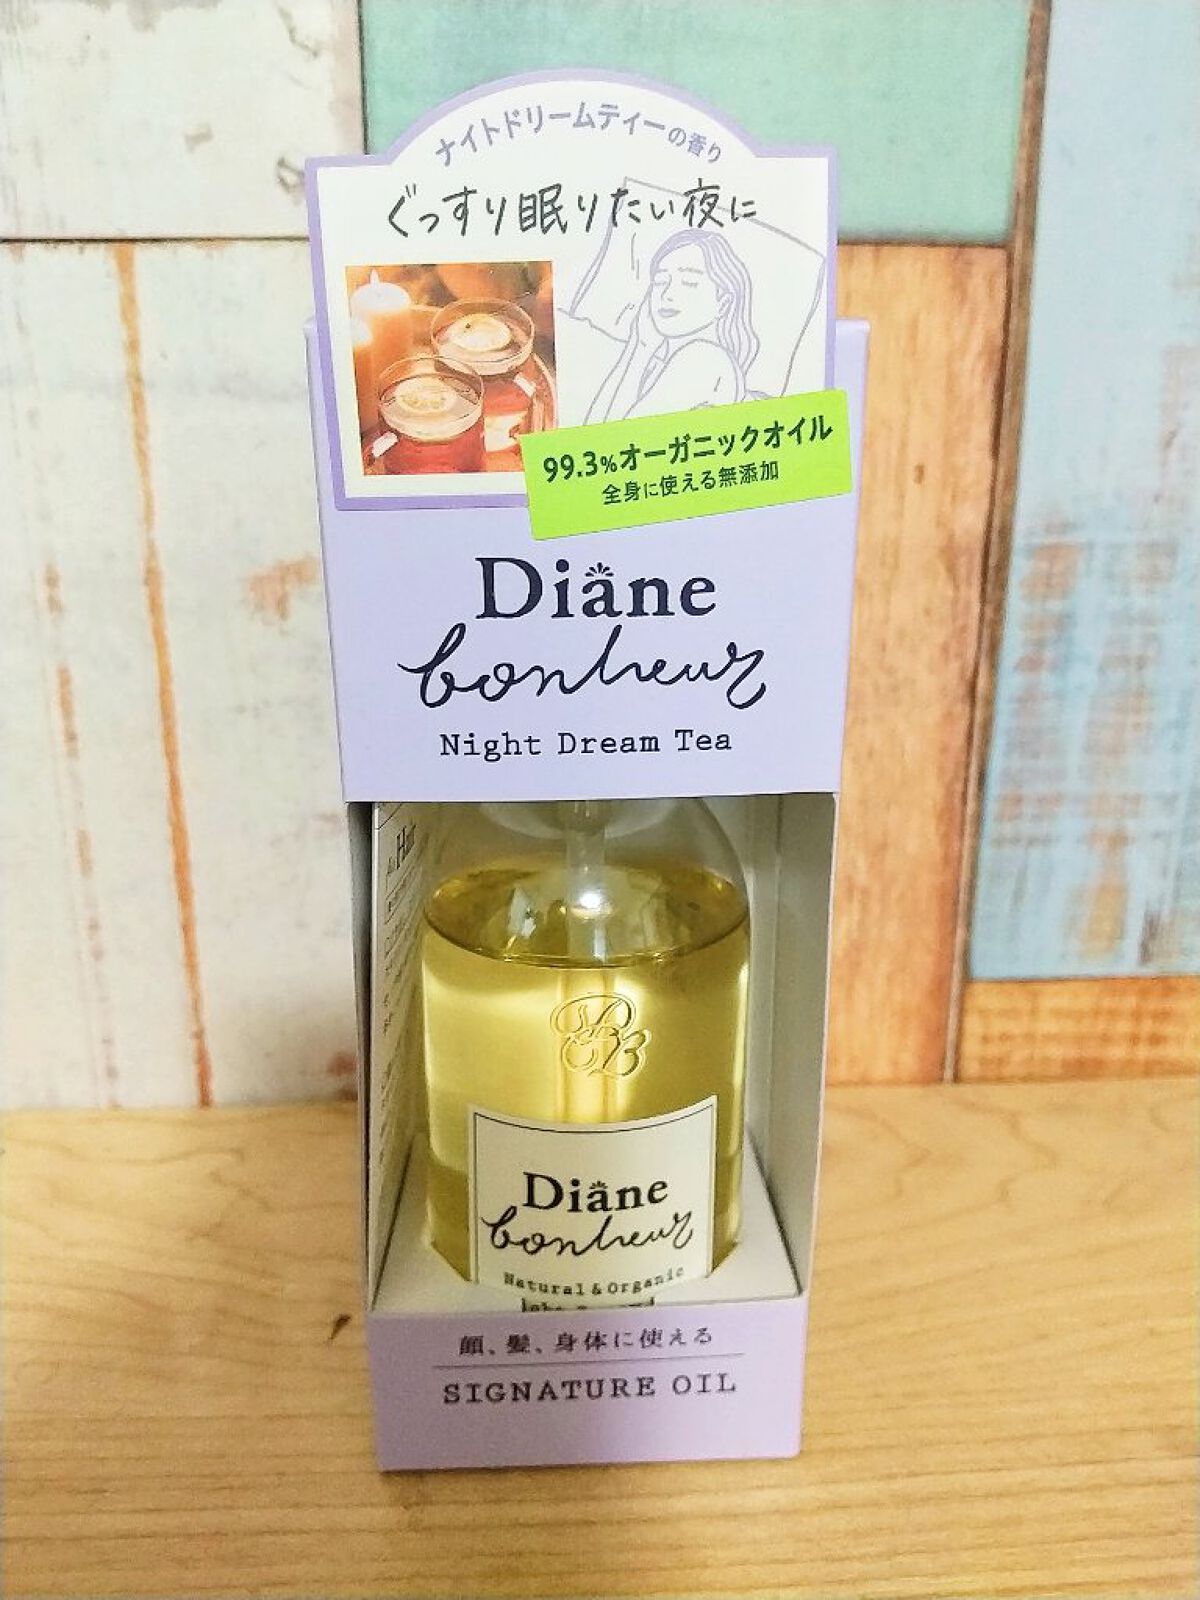 ナイトドリームティーの香り
ぐっすり眠りたい夜に
99.3%オーガニックオイル
全身に使える無添加
Diane
bonheur
Night Dream Tea
Hair
Diane
bonheur
Natural & Organic
顔、髪、身体に使える
SIGNATURE OIL